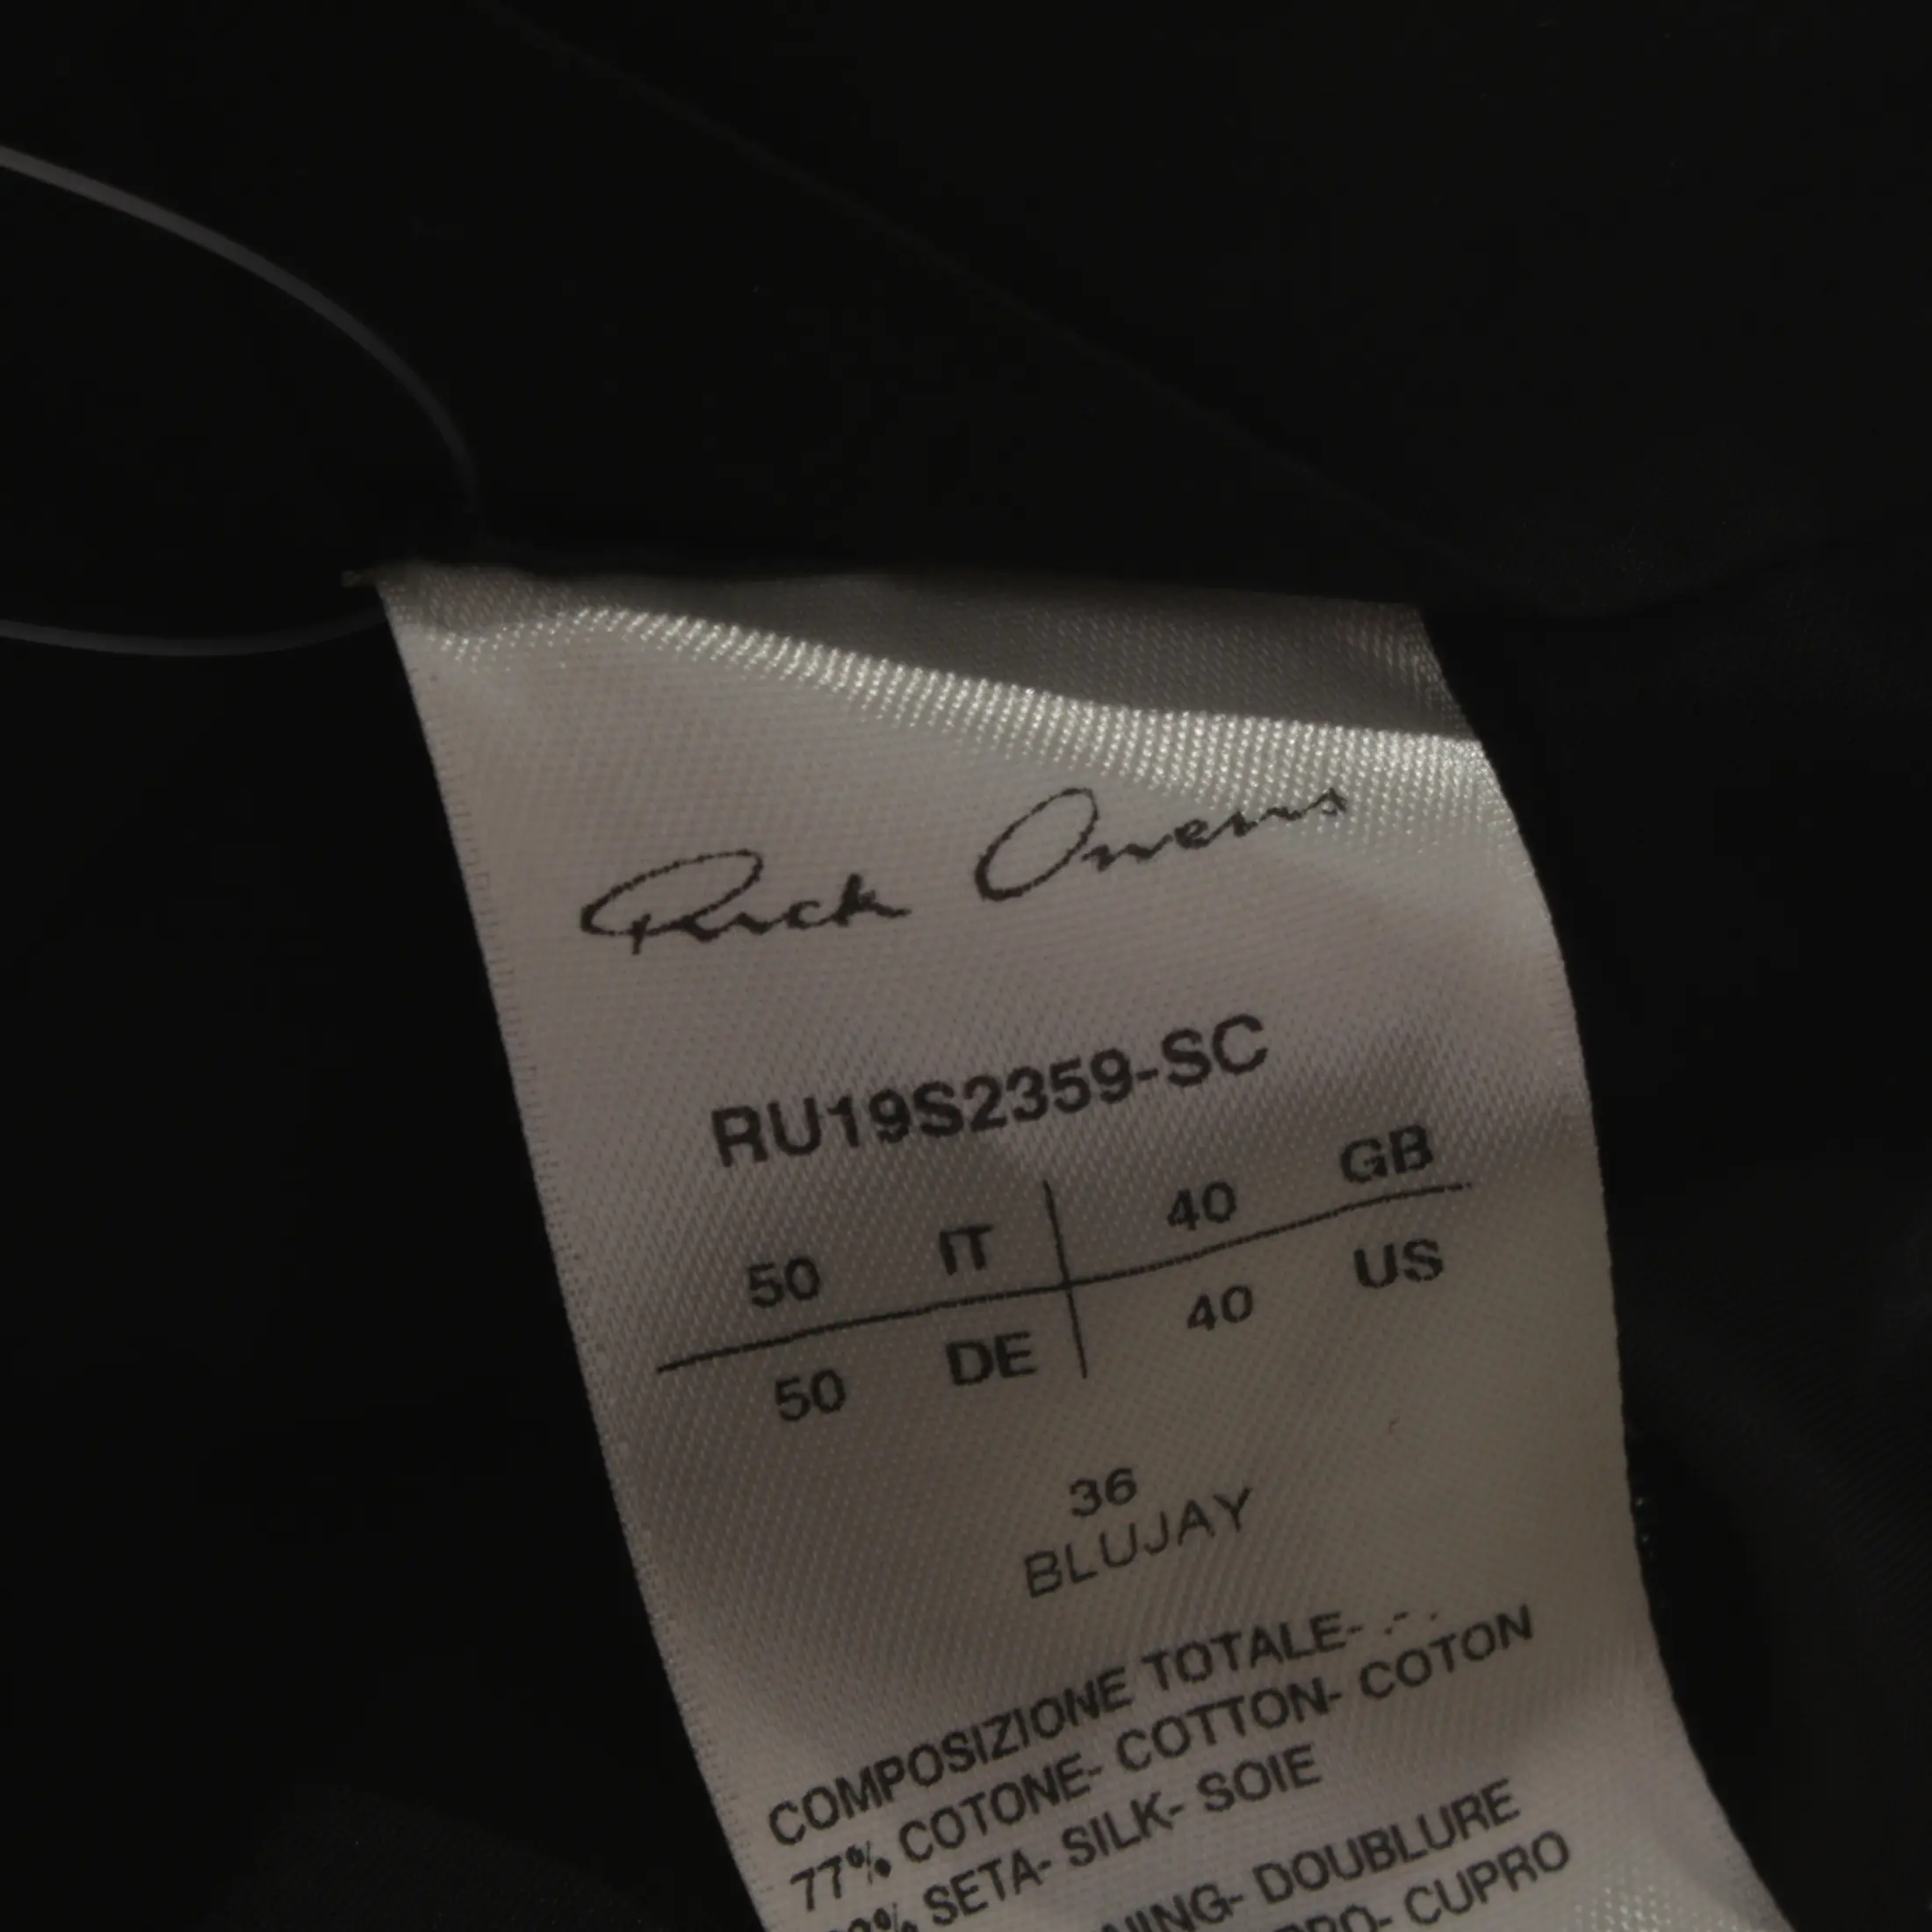 Rick Owens
RU19S2359-SC
50 IT 40 GB
50 DE 40 US
36
BLUJAY
COMPOSIZIONE TOTALE- .- .
77% COTONE- COTTON- COTON
SETA- SILK- SOIE
DOUBLURE
CUPRO